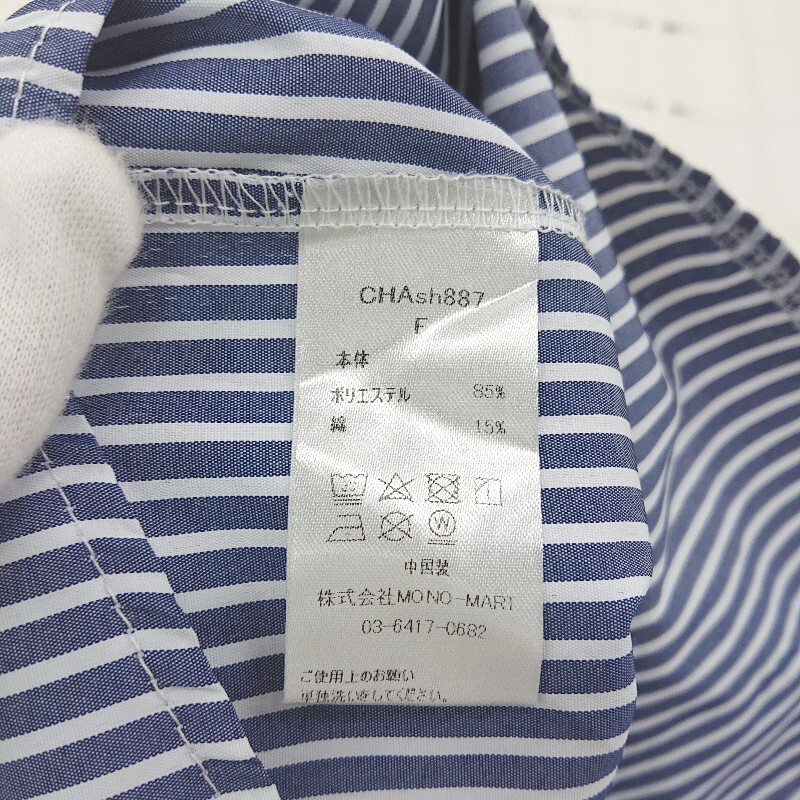 CHAsh887
F
本体
ポリエステル 85%
綿 15%
中国製
株式会社MONO-MART
03-6417-0682
ご使用上のお願い
単独洗いをしてください。